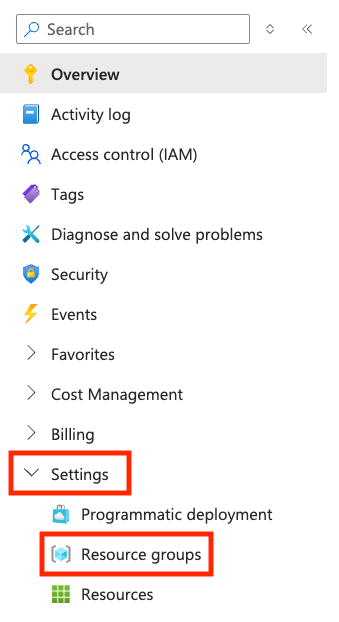 Search
Overview
Activity log
Access control (IAM)
Tags
Diagnose and solve problems
Security
Events
Favorites
Cost Management
Billing
Settings
Programmatic deployment
Resource groups
Resources